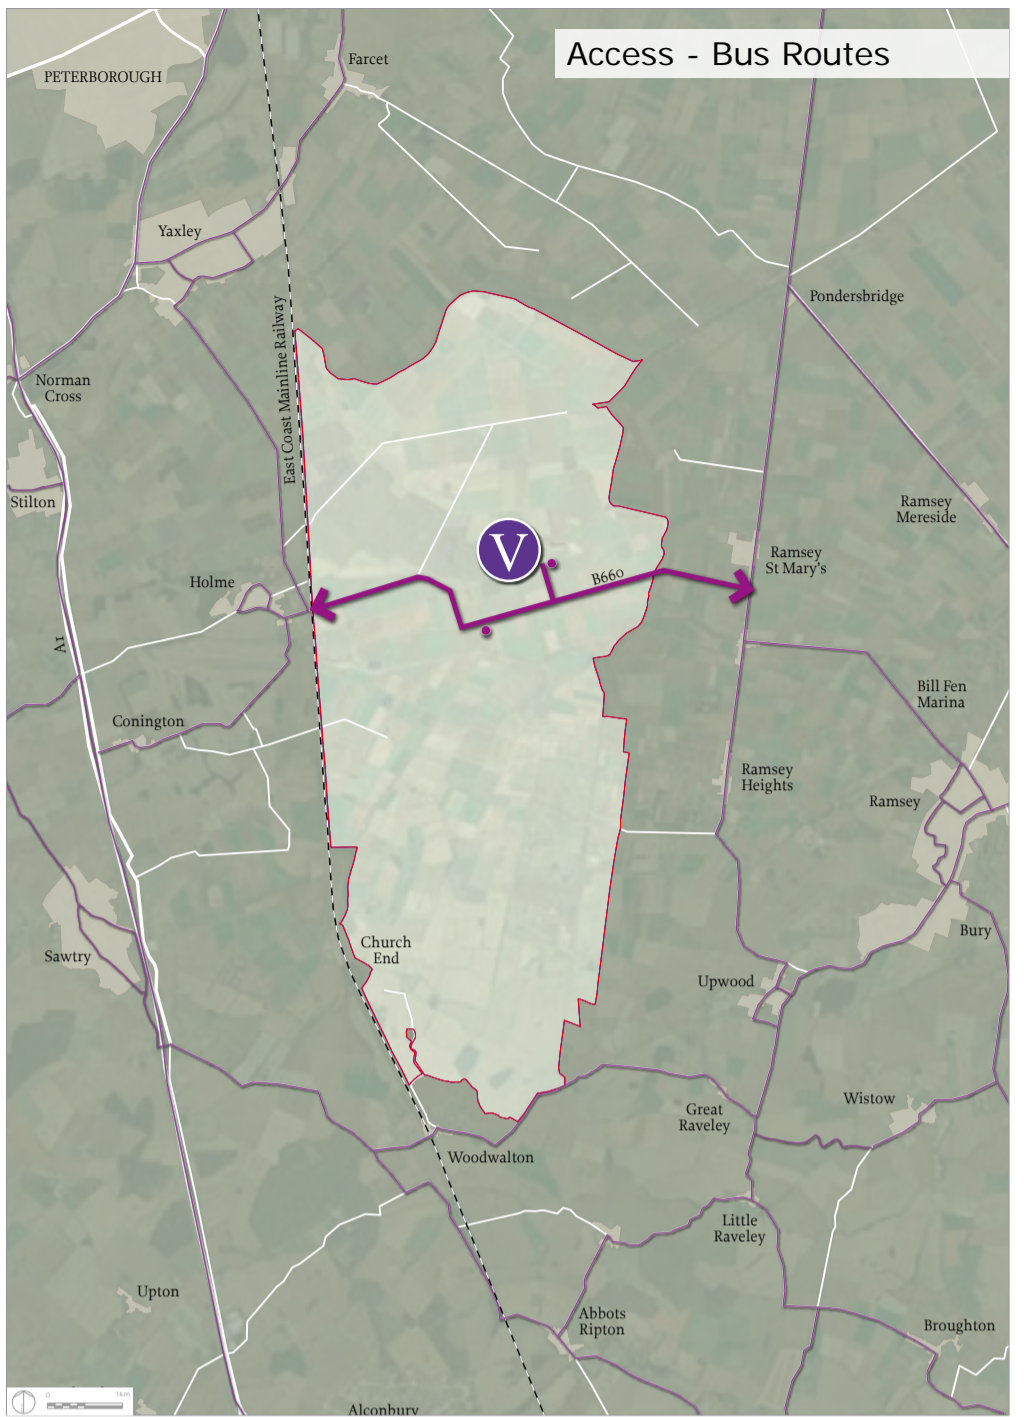 Access - Bus Routes
Farcet
PETERBOROUGH
Yaxley
Pondersbridge
East Coast Mainline Railway
Norman
Cross
Stilton
Ramsey
Mereside
V
Ramsey
St Mary's
B660
Holme
A1
Bill Fen
Marina
Conington
Ramsey
Heights
Ramsey
Church
End
Bury
Sawtry
Upwood
Wistow
Great
Raveley
Woodwalton
Little
Raveley
Upton
Abbots
Ripton
Broughton
0 1km
Alconbury